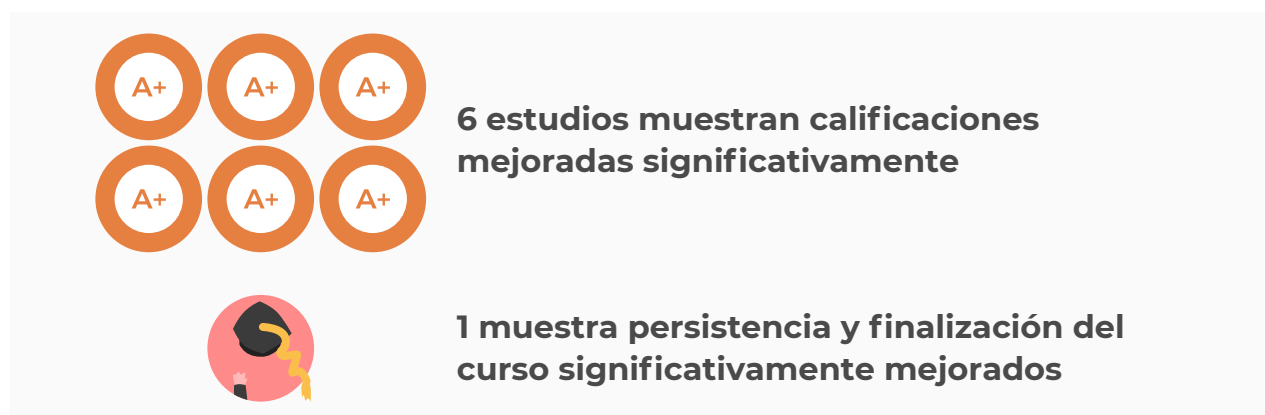 A+ A+ A+
6 estudios muestran calificaciones
mejoradas significativamente
A+ A+ A+
1 muestra persistencia y finalización del
curso significativamente mejorados